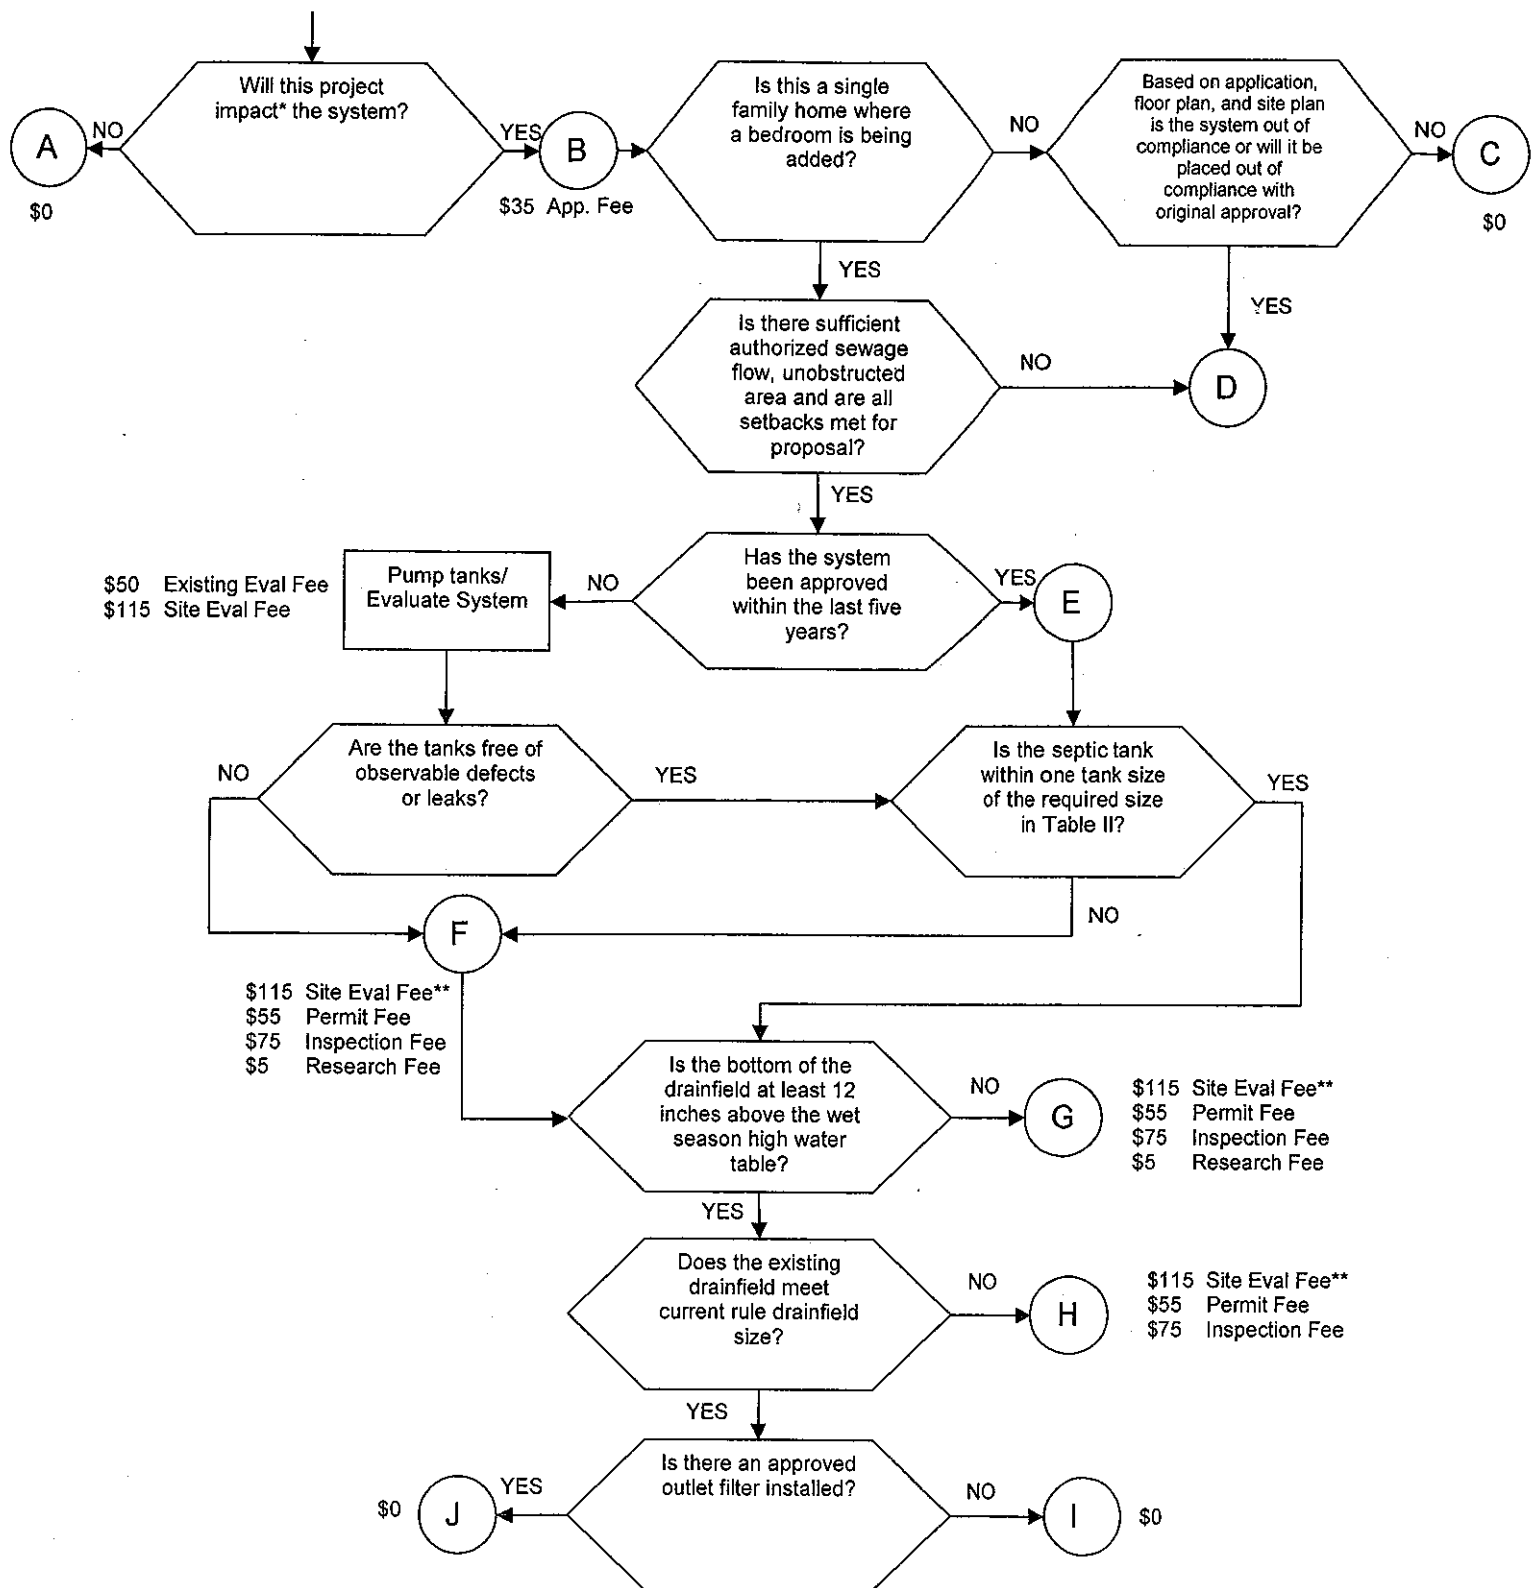 Will this project
impact* the system?
NO
A
$0
YES
B
$35 App. Fee
Is this a single
family home where
a bedroom is being
added?
NO
Based on application,
floor plan, and site plan
is the system out of
compliance or will it be
placed out of
compliance with
original approval?
NO
C
$0
YES
YES
D
Is there sufficient
authorized sewage
flow, unobstructed
area and are all
setbacks met for
proposal?
NO
YES
Has the system
been approved
within the last five
years?
NO
YES
E
Pump tanks/
Evaluate System
$50 Existing Eval Fee
$115 Site Eval Fee
Are the tanks free of
observable defects
or leaks?
NO
YES
Is the septic tank
within one tank size
of the required size
in Table II?
YES
NO
F
$115 Site Eval Fee**
$55 Permit Fee
$75 Inspection Fee
$5 Research Fee
Is the bottom of the
drainfield at least 12
inches above the wet
season high water
table?
NO
G
$115 Site Eval Fee**
$55 Permit Fee
$75 Inspection Fee
$5 Research Fee
YES
Does the existing
drainfield meet
current rule drainfield
size?
NO
H
$115 Site Eval Fee**
$55 Permit Fee
$75 Inspection Fee
YES
Is there an approved
outlet filter installed?
YES
J
$0
NO
I
$0